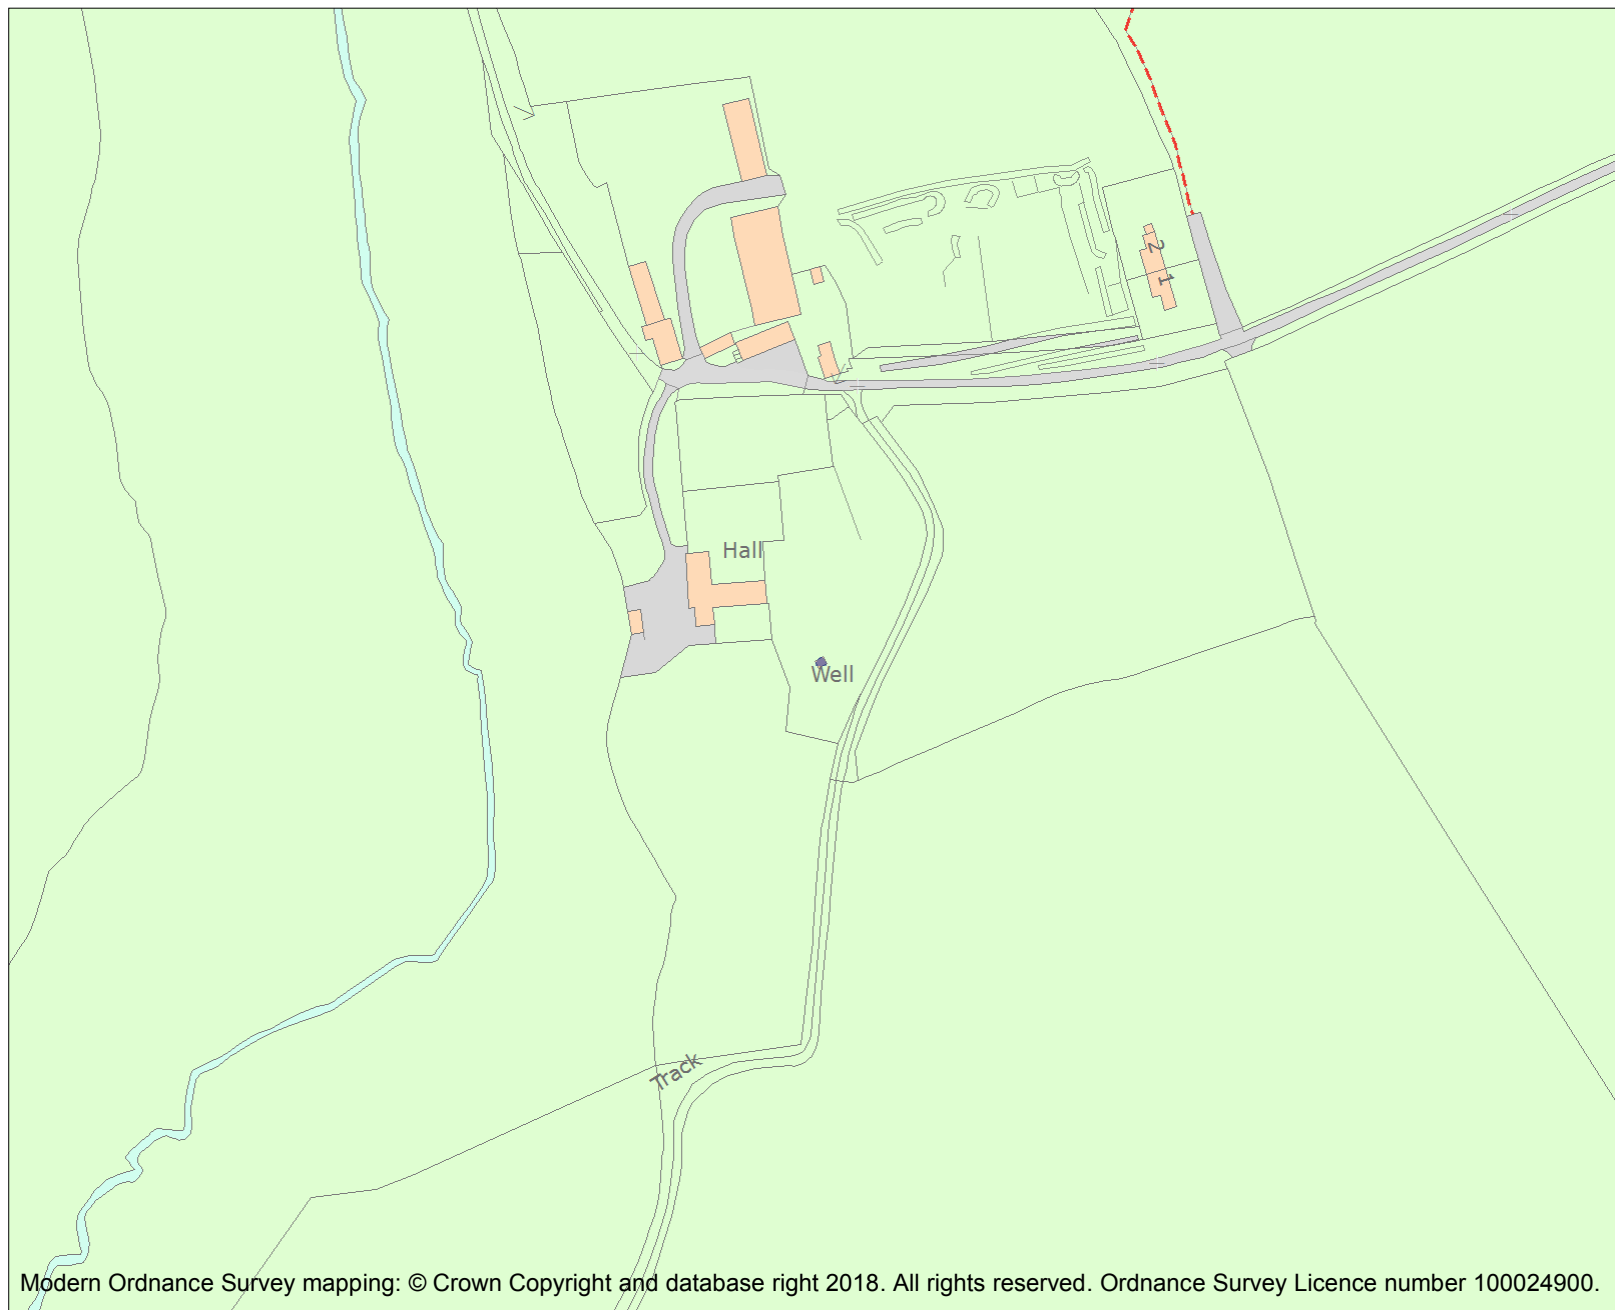 2
1
Hall
Well
Track
Modern Ordnance Survey mapping: © Crown Copyright and database right 2018. All rights reserved. Ordnance Survey Licence number 100024900.